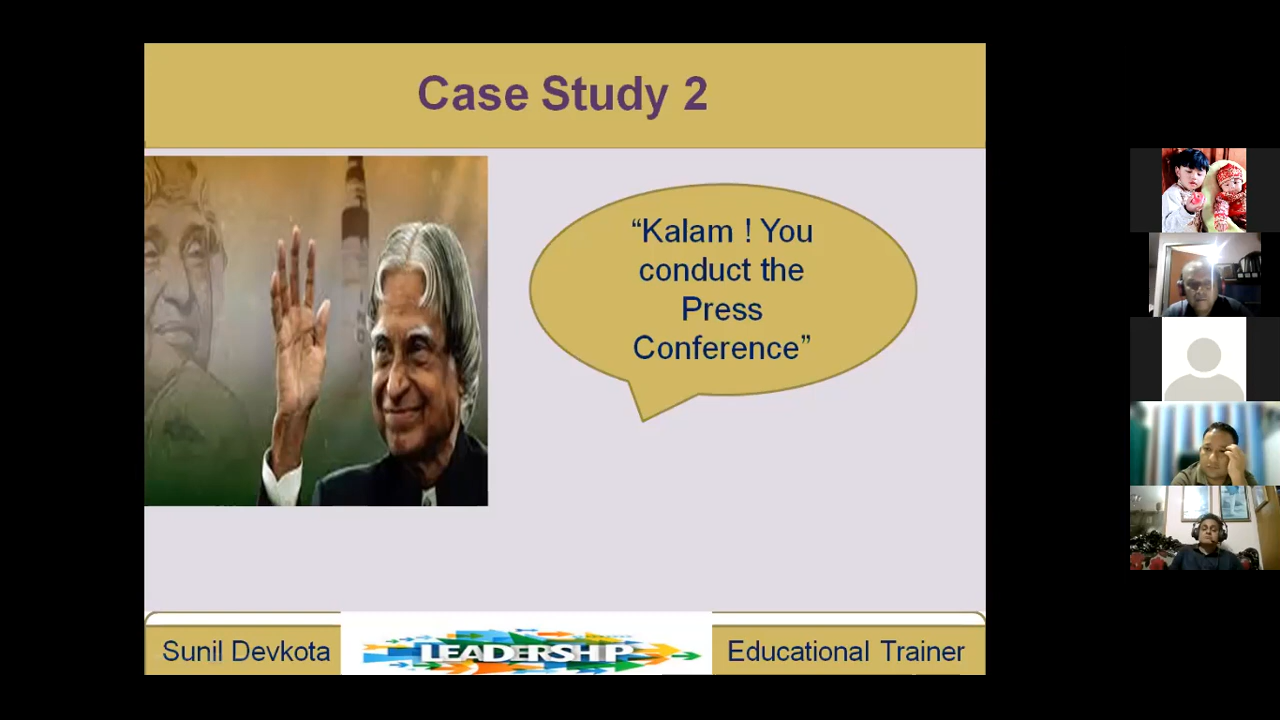 Case Study 2
“Kalam ! You
conduct the
Press
Conference”
Sunil Devkota
LEADERSHIP
Educational Trainer